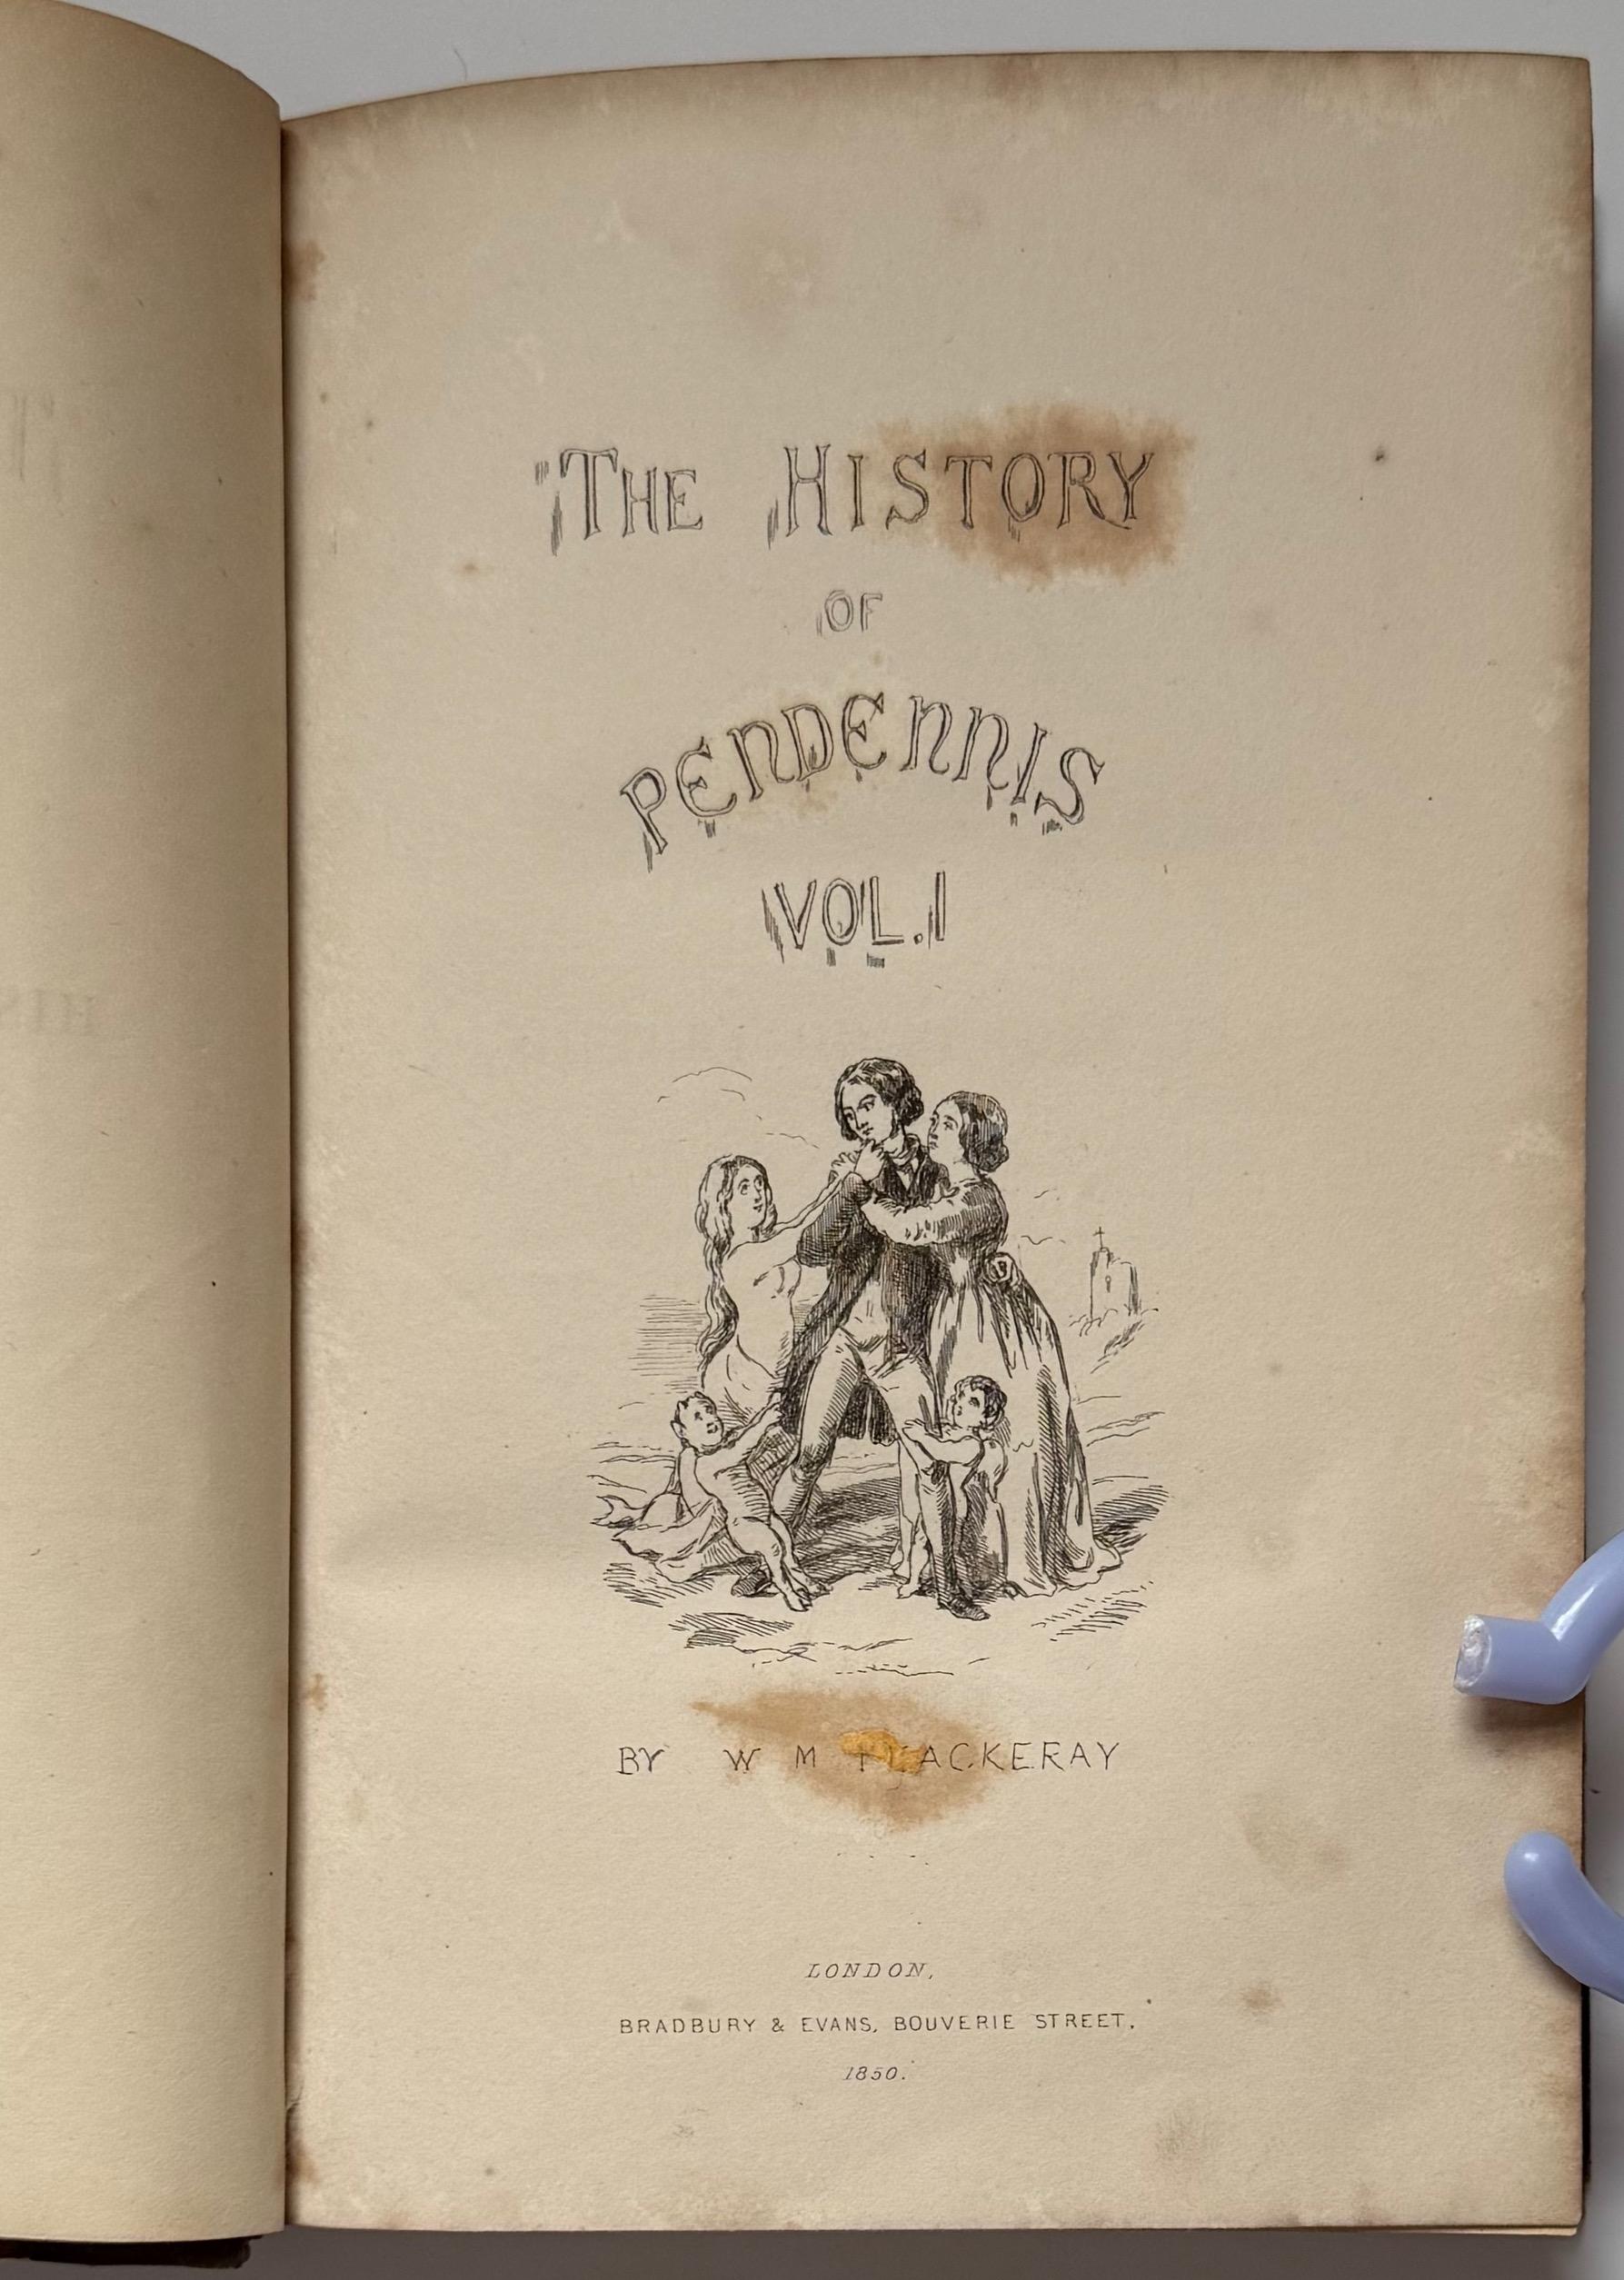 THE HISTORY
OF
PENDENNIS
VOL. I
BY W M THACKERAY
LONDON,
BRADBURY & EVANS, BOUVERIE STREET.
1850.